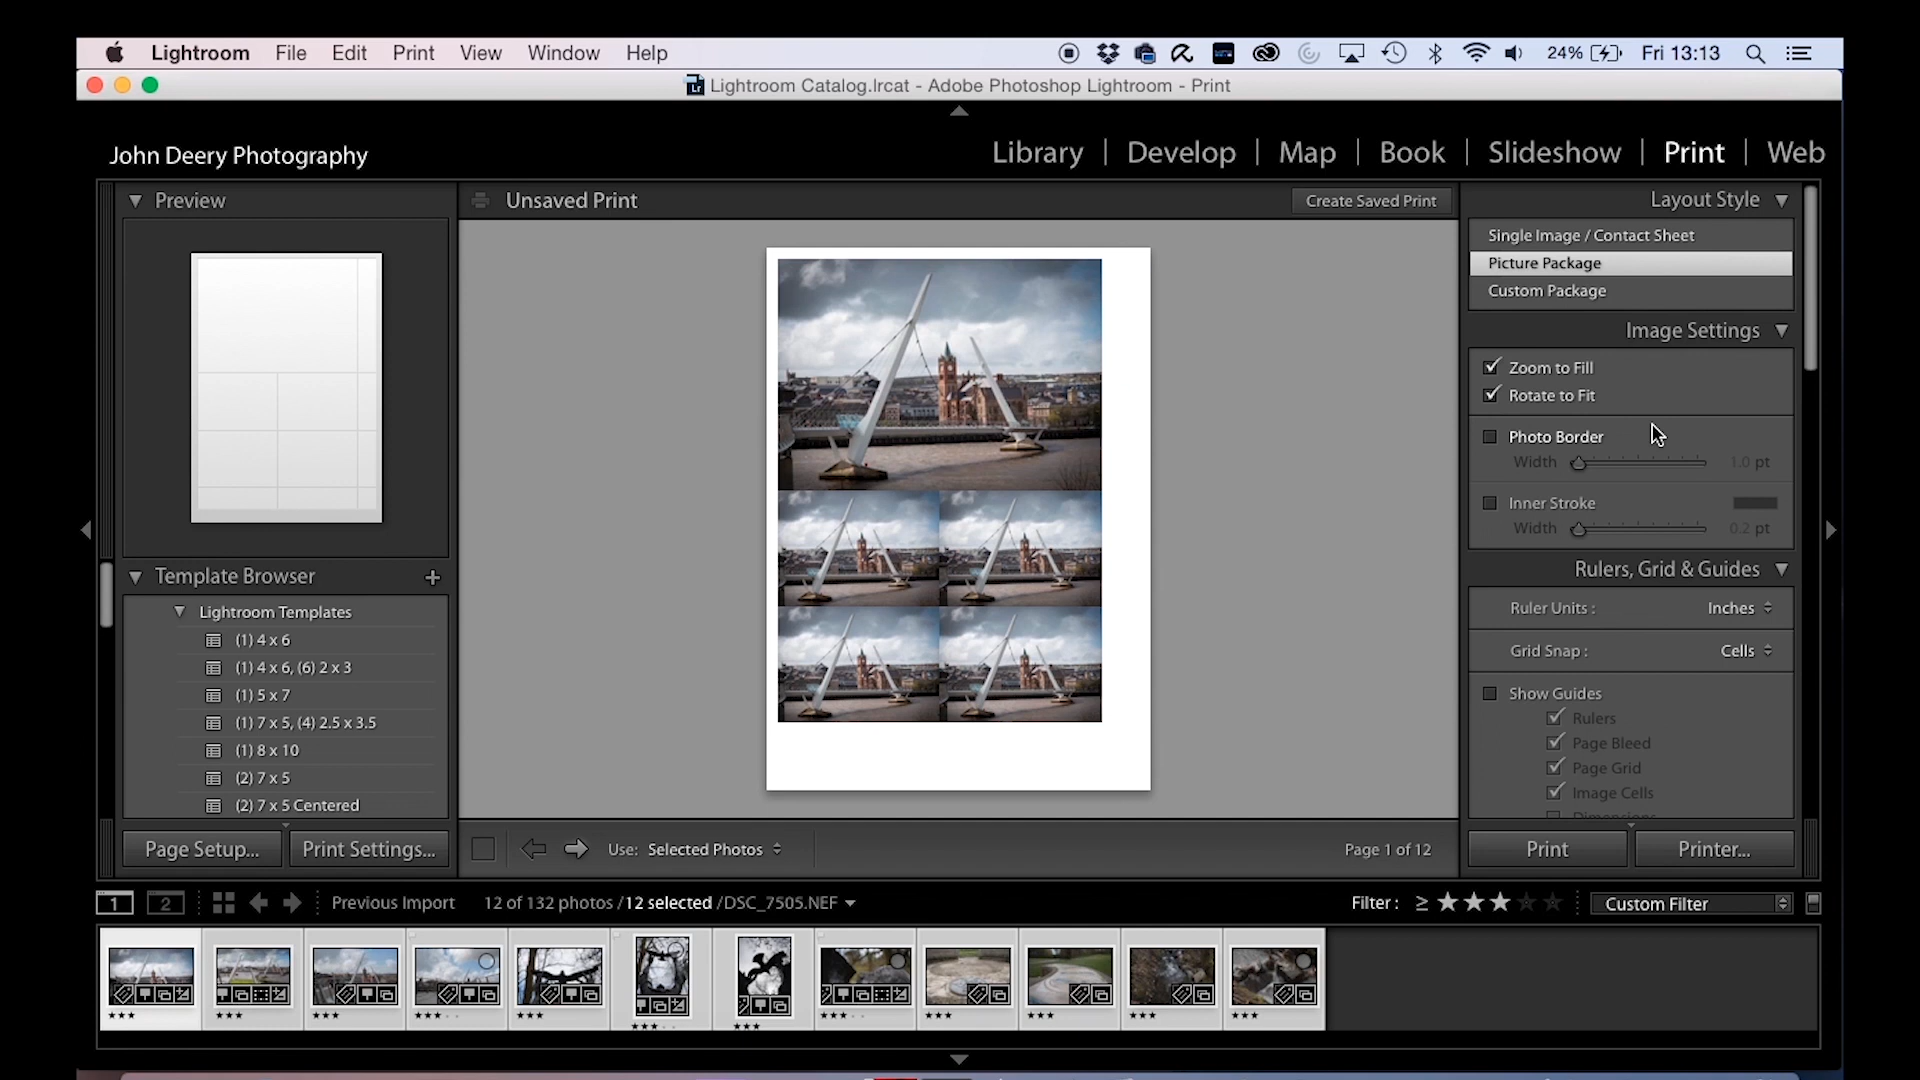 Lightroom File Edit Print View Window Help 24% Fri 13:13
Lightroom Catalog.lrcat - Adobe Photoshop Lightroom - Print
John Deery Photography
Library | Develop | Map | Book | Slideshow | Print | Web
Preview
Unsaved Print
Create Saved Print
Layout Style
Single Image / Contact Sheet
Picture Package
Custom Package
Image Settings
Zoom to Fill
Rotate to Fit
Photo Border
Width 1.0 pt
Inner Stroke
Width 0.2 pt
Rulers, Grid & Guides
Ruler Units : Inches
Grid Snap : Cells
Show Guides
Rulers
Page Bleed
Page Grid
Image Cells
Dimensions
Template Browser +
Lightroom Templates
(1) 4 x 6
(1) 4 x 6, (6) 2 x 3
(1) 5 x 7
(1) 7 x 5, (4) 2.5 x 3.5
(1) 8 x 10
(2) 7 x 5
(2) 7 x 5 Centered
Page Setup... Print Settings...
Use: Selected Photos
Page 1 of 12
Print Printer...
1 2 Previous Import 12 of 132 photos /12 selected /DSC_7505.NEF
Filter : ≥ ★★★ Custom Filter